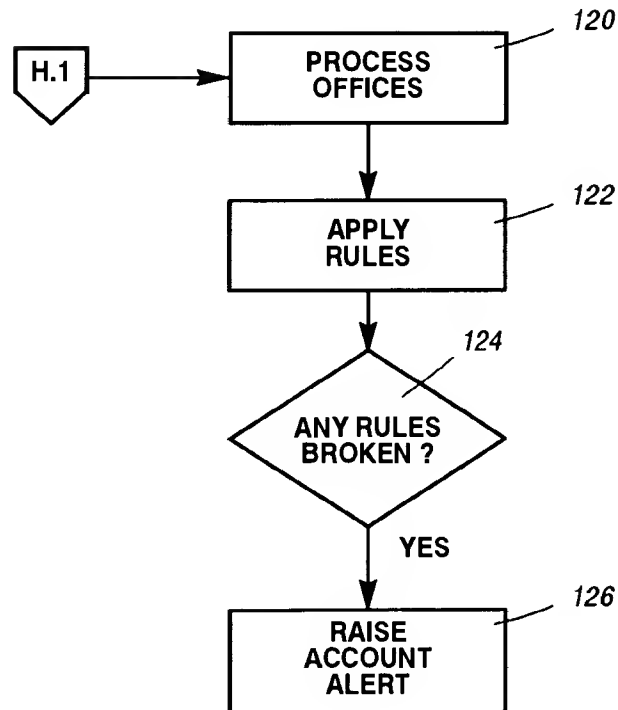 120
H.1
PROCESS
OFFICES
122
APPLY
RULES
124
ANY RULES
BROKEN ?
YES
126
RAISE
ACCOUNT
ALERT